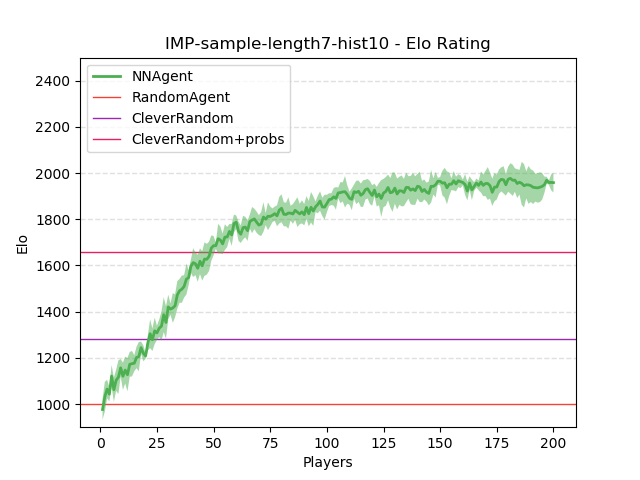 IMP-sample-length7-hist10 - Elo Rating
NNAgent
RandomAgent
CleverRandom
CleverRandom+probs
2400
2200
2000
1800
1600
1400
1200
1000
Elo
0 25 50 75 100 125 150 175 200
Players